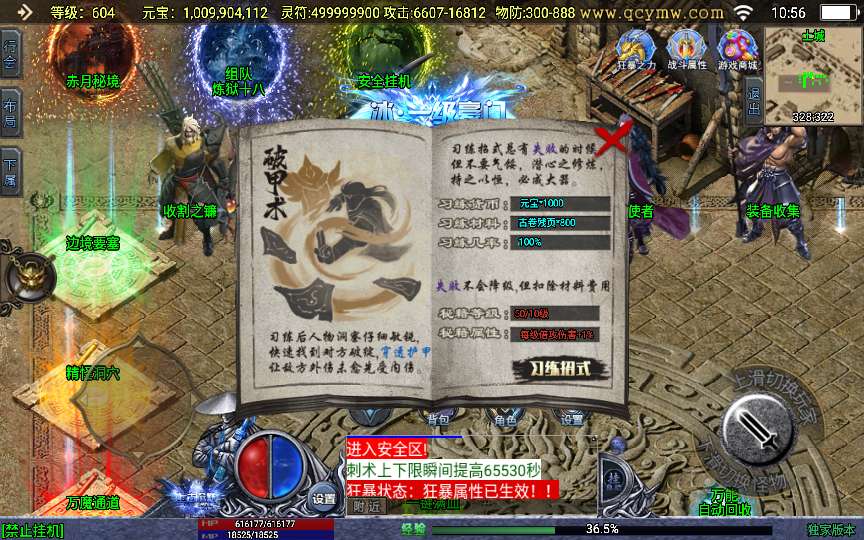 等级：604
元宝：1,009,904,112
灵符:499999900
攻击:6607-16812
物防:300-888
www.qcymw.com
10:56
行会
布局
下属
赤月秘境
组队
炼狱十八
安全挂机
狂暴之力
战斗属性
游戏商城
土城
退出
328:322
收割之镰
使者
装备收集
边境要塞
精怪洞穴
万魔通道
破甲术
习练后人物洞察仔细敏锐,
快速找到对方破绽,穿透护甲
让敌方外伤未愈先受内伤。
习练招式总有失败的时候
但不要气馁，潜心之修炼，
持之以恒，必成大器。
习练货币：元宝*1000
习练材料：古卷残页*800
习练几率：100%
失败不会降级,但扣除材料费用
秘籍等级：50/10级
秘籍属性：每级倍攻伤害+1%
习练招式
背包
角色
设置
上滑切换玩家
下滑切换怪物
进入安全区!
刺术上下限瞬间提高65530秒
狂暴状态：狂暴属性已生效！！
附近
设置
挂
万能
自动回收
[禁止挂机]
HP 616177/616177
MP 18525/18525
经验
36.5%
独家版本